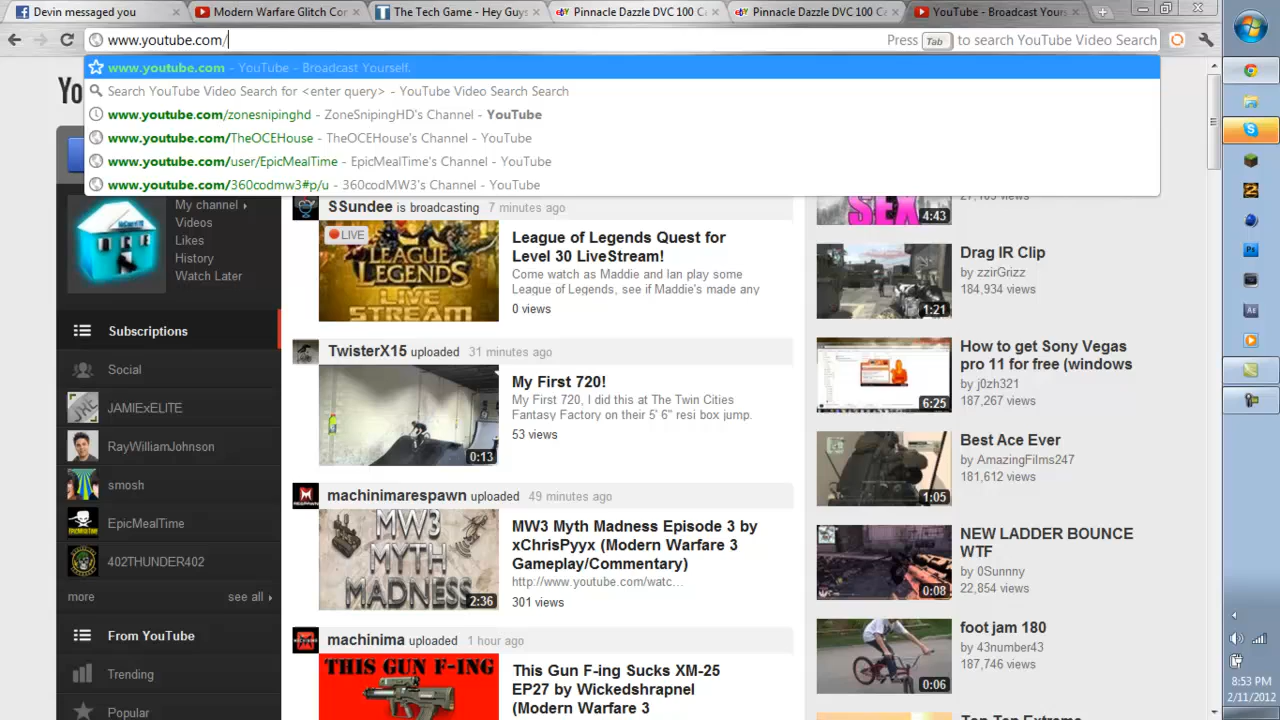 Devin messaged you
Modern Warfare Glitch Co
The Tech Game - Hey Guys
Pinnacle Dazzle DVC 100 C
Pinnacle Dazzle DVC 100 C
YouTube - Broadcast Yours
www.youtube.com/
Press Tab to search YouTube Video Search
www.youtube.com - YouTube - Broadcast Yourself.
Search YouTube Video Search for <enter query> - YouTube Video Search Search
www.youtube.com/zonesnipinghd - ZoneSnipingHD's Channel - YouTube
www.youtube.com/TheOCEHouse - TheOCEHouse's Channel - YouTube
www.youtube.com/user/EpicMealTime - EpicMealTime's Channel - YouTube
www.youtube.com/360codmw3#p/u - 360codMW3's Channel - YouTube
Yo
My channel
Videos
Likes
History
Watch Later
Subscriptions
Social
JAMIExELITE
RayWilliamJohnson
smosh
EpicMealTime
402THUNDER402
more
see all
From YouTube
Trending
Popular
SSundee is broadcasting 7 minutes ago
LIVE
LEAGUE OF LEGENDS
LIVE STREAM
League of Legends Quest for
Level 30 LiveStream!
Come watch as Maddie and Ian play some
League of Legends, see if Maddie's made any
0 views
TwisterX15 uploaded 31 minutes ago
0:13
My First 720!
My First 720, I did this at The Twin Cities
Fantasy Factory on their 5' 6" resi box jump.
53 views
machinimarespawn uploaded 49 minutes ago
MW3
MYTH
MADNESS
2:36
MW3 Myth Madness Episode 3 by
xChrisPyyx (Modern Warfare 3
Gameplay/Commentary)
http://www.youtube.com/watc...
301 views
machinima uploaded 1 hour ago
THIS GUN F-ING
This Gun F-ing Sucks XM-25
EP27 by Wickedshrapnel
(Modern Warfare 3
SEX
4:43
1:21
Drag IR Clip
by zzirGrizz
184,934 views
6:25
How to get Sony Vegas
pro 11 for free (windows
by j0zh321
187,267 views
1:05
Best Ace Ever
by AmazingFilms247
181,612 views
0:08
NEW LADDER BOUNCE
WTF
by 0Sunnny
22,854 views
0:06
foot jam 180
by 43number43
187,746 views
8:53 PM
2/11/2012